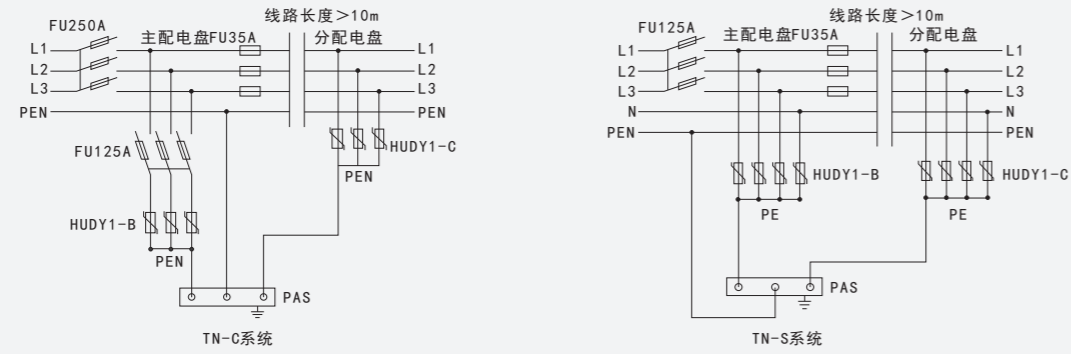 线路长度＞10m
FU250A
主配电盘FU35A
分配电盘
L1
L1
L2
L2
L3
L3
PEN
PEN
FU125A
HUDY1-C
PEN
HUDY1-B
PEN
PAS
TN-C系统
线路长度＞10m
FU125A
主配电盘FU35A
分配电盘
L1
L1
L2
L2
L3
L3
N
N
PEN
PEN
HUDY1-B
HUDY1-C
PE
PE
PAS
TN-S系统